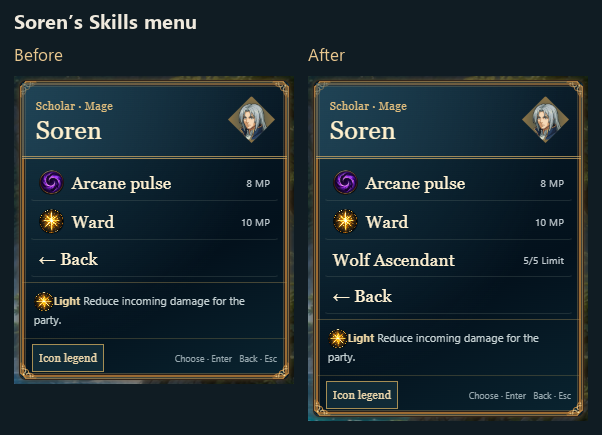 Soren's Skills menu
Before
Scholar · Mage
Soren
Arcane pulse 8 MP
Ward 10 MP
← Back
Light Reduce incoming damage for the
party.
Icon legend Choose · Enter Back · Esc
After
Scholar · Mage
Soren
Arcane pulse 8 MP
Ward 10 MP
Wolf Ascendant 5/5 Limit
← Back
Light Reduce incoming damage for the
party.
Icon legend Choose · Enter Back · Esc